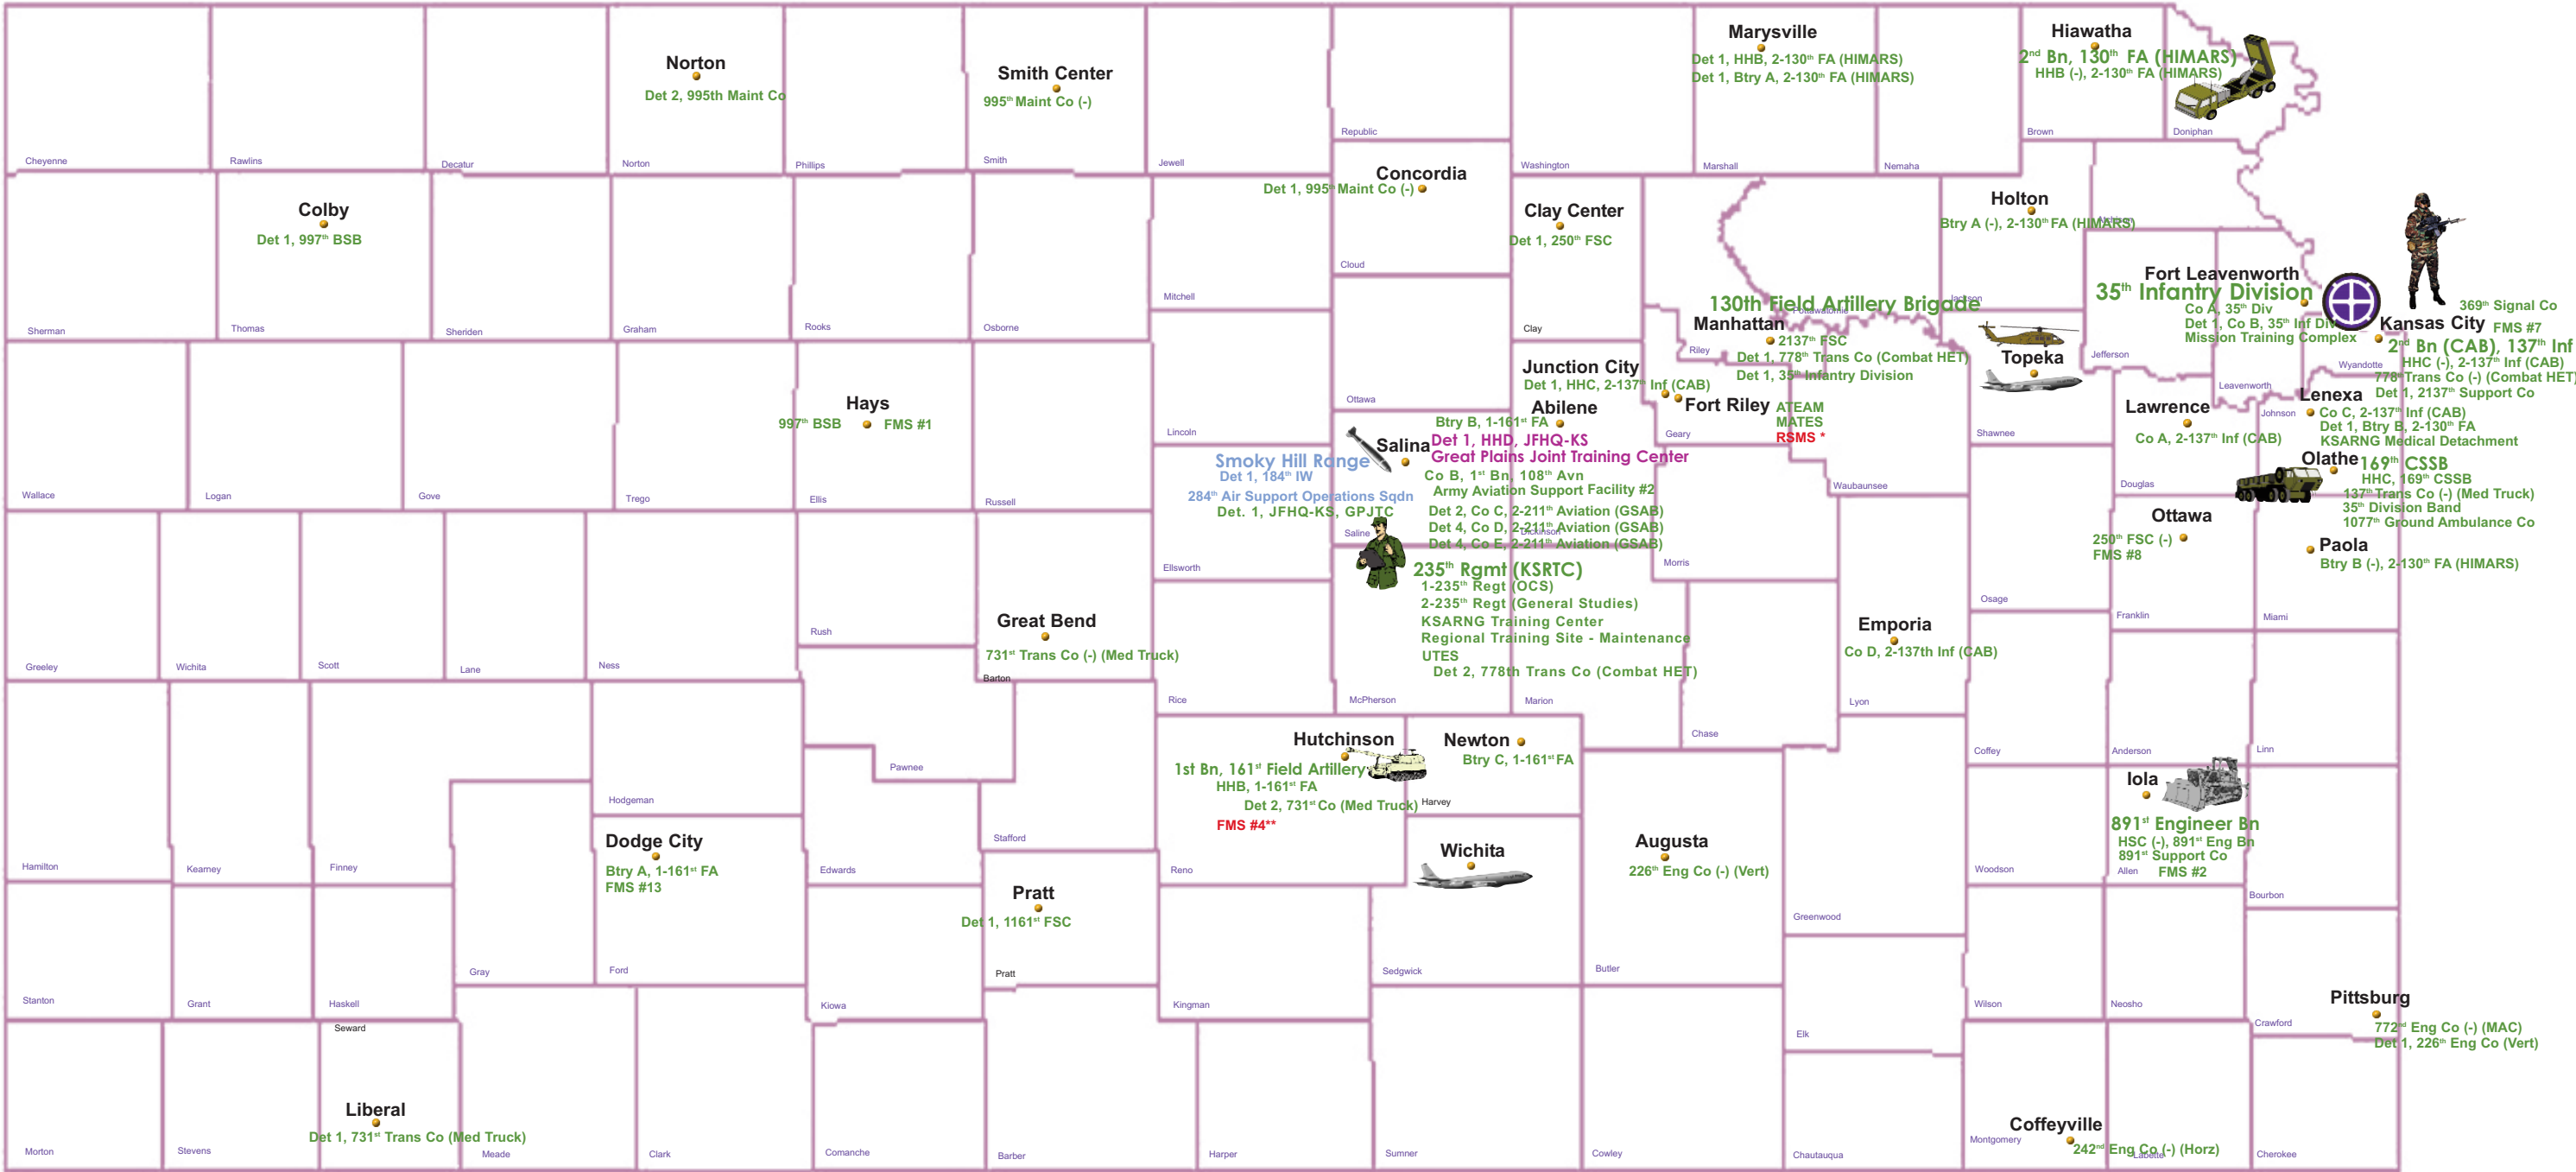 Norton
Det 2, 995th Maint Co
Smith Center
995th Maint Co (-)
Marysville
Det 1, HHB, 2-130th FA (HIMARS)
Det 1, Btry A, 2-130th FA (HIMARS)
Hiawatha
2nd Bn, 130th FA (HIMARS)
HHB (-), 2-130th FA (HIMARS)
Republic
Brown
Doniphan
Cheyenne
Rawlins
Decatur
Norton
Phillips
Smith
Jewell
Washington
Marshall
Nemaha
Concordia
Det 1, 995th Maint Co (-)
Colby
Det 1, 997th BSB
Clay Center
Det 1, 250th FSC
Holton
Btry A (-), 2-130th FA (HIMARS)
Atchison
Cloud
Mitchell
Jackson
Fort Leavenworth
35th Infantry Division
Co A, 35th Div
Det 1, Co B, 35th Inf Div
Mission Training Complex
369th Signal Co
Kansas City
FMS #7
2nd Bn (CAB), 137th Inf
HHC (-), 2-137th Inf (CAB)
778th Trans Co (-) (Combat HET)
Det 1, 2137th Support Co
Wyandotte
130th Field Artillery Brigade
Pottawatomie
Manhattan
2137th FSC
Det 1, 778th Trans Co (Combat HET)
Det 1, 35th Infantry Division
Riley
Topeka
Jefferson
Leavenworth
Sherman
Thomas
Sheriden
Graham
Rooks
Osborne
Clay
Junction City
Det 1, HHC, 2-137th Inf (CAB)
Fort Riley
ATEAM
MATES
RSMS *
Abilene
Btry B, 1-161st FA
Ottawa
Hays
997th BSB
FMS #1
Lincoln
Geary
Shawnee
Lawrence
Co A, 2-137th Inf (CAB)
Lenexa
Johnson
Co C, 2-137th Inf (CAB)
Det 1, Btry B, 2-130th FA
KSARNG Medical Detachment
Salina
Det 1, HHD, JFHQ-KS
Great Plains Joint Training Center
Co B, 1st Bn, 108th Avn
Army Aviation Support Facility #2
Det 2, Co C, 2-211th Aviation (GSAB)
Det 4, Co D, 2-211th Aviation (GSAB)
Dickinson
Det 4, Co E, 2-211th Aviation (GSAB)
Smoky Hill Range
Det 1, 184th IW
284th Air Support Operations Sqdn
Det. 1, JFHQ-KS, GPJTC
Saline
Olathe
169th CSSB
HHC, 169th CSSB
137th Trans Co (-) (Med Truck)
35th Division Band
1077th Ground Ambulance Co
Wallace
Logan
Gove
Trego
Ellis
Russell
Waubaunsee
Douglas
Ottawa
250th FSC (-)
FMS #8
Paola
Btry B (-), 2-130th FA (HIMARS)
Ellsworth
Morris
235th Rgmt (KSRTC)
1-235th Regt (OCS)
2-235th Regt (General Studies)
KSARNG Training Center
Regional Training Site - Maintenance
UTES
Det 2, 778th Trans Co (Combat HET)
Osage
Franklin
Miami
Great Bend
731st Trans Co (-) (Med Truck)
Barton
Rush
Emporia
Co D, 2-137th Inf (CAB)
Greeley
Wichita
Scott
Lane
Ness
Rice
McPherson
Marion
Lyon
Chase
Hutchinson
1st Bn, 161st Field Artillery
HHB, 1-161st FA
Det 2, 731st Co (Med Truck)
FMS #4**
Newton
Btry C, 1-161st FA
Harvey
Pawnee
Coffey
Anderson
Linn
Hodgeman
Iola
891st Engineer Bn
HSC (-), 891st Eng Bn
891st Support Co
FMS #2
Allen
Dodge City
Btry A, 1-161st FA
FMS #13
Stafford
Wichita
Augusta
226th Eng Co (-) (Vert)
Hamilton
Kearney
Finney
Edwards
Reno
Woodson
Bourbon
Pratt
Det 1, 1161st FSC
Greenwood
Gray
Ford
Pratt
Sedgwick
Butler
Stanton
Grant
Haskell
Kiowa
Kingman
Wilson
Neosho
Pittsburg
772nd Eng Co (-) (MAC)
Det 1, 226th Eng Co (Vert)
Crawford
Seward
Elk
Liberal
Det 1, 731st Trans Co (Med Truck)
Coffeyville
242nd Eng Co (-) (Horz)
Montgomery
Labette
Morton
Stevens
Meade
Clark
Comanche
Barber
Harper
Sumner
Cowley
Chautauqua
Cherokee